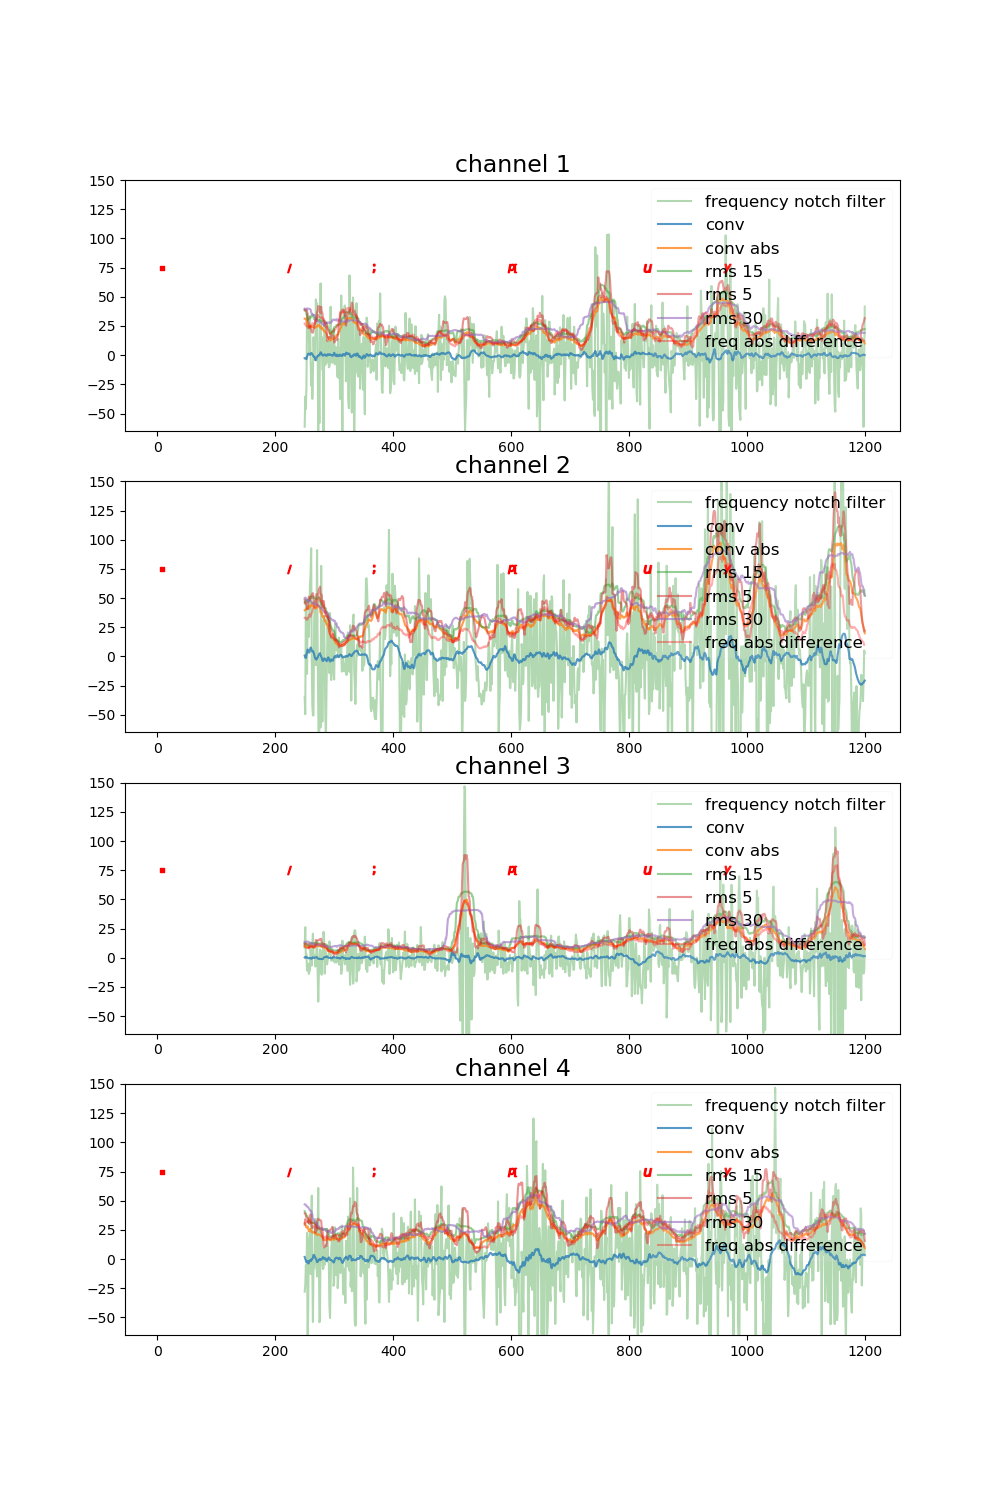 channel 1
150
125
100
75
50
25
0
−25
−50
frequency notch filter
conv
conv abs
rms 15
rms 5
rms 30
freq abs difference
/ ; u
0 200 400 600 800 1000 1200
channel 2
150
125
100
75
50
25
0
−25
−50
frequency notch filter
conv
conv abs
rms 15
rms 5
rms 30
freq abs difference
/ ; u
0 200 400 600 800 1000 1200
channel 3
150
125
100
75
50
25
0
−25
−50
frequency notch filter
conv
conv abs
rms 15
rms 5
rms 30
freq abs difference
/ ; u
0 200 400 600 800 1000 1200
channel 4
150
125
100
75
50
25
0
−25
−50
frequency notch filter
conv
conv abs
rms 15
rms 5
rms 30
freq abs difference
/ ; u
0 200 400 600 800 1000 1200